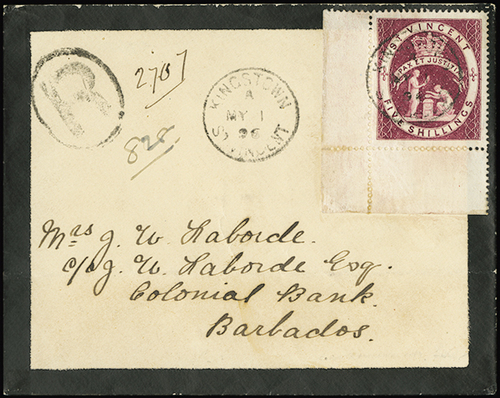 R
2787
828
KINGSTOWN
A
MY 1
96
ST VINCENT
ST VINCENT
PAX ET JUSTITIA
FIVE SHILLINGS
Mrs J. W. Laborde.
c/o J. W. Laborde Esq.
Colonial Bank.
Barbados.